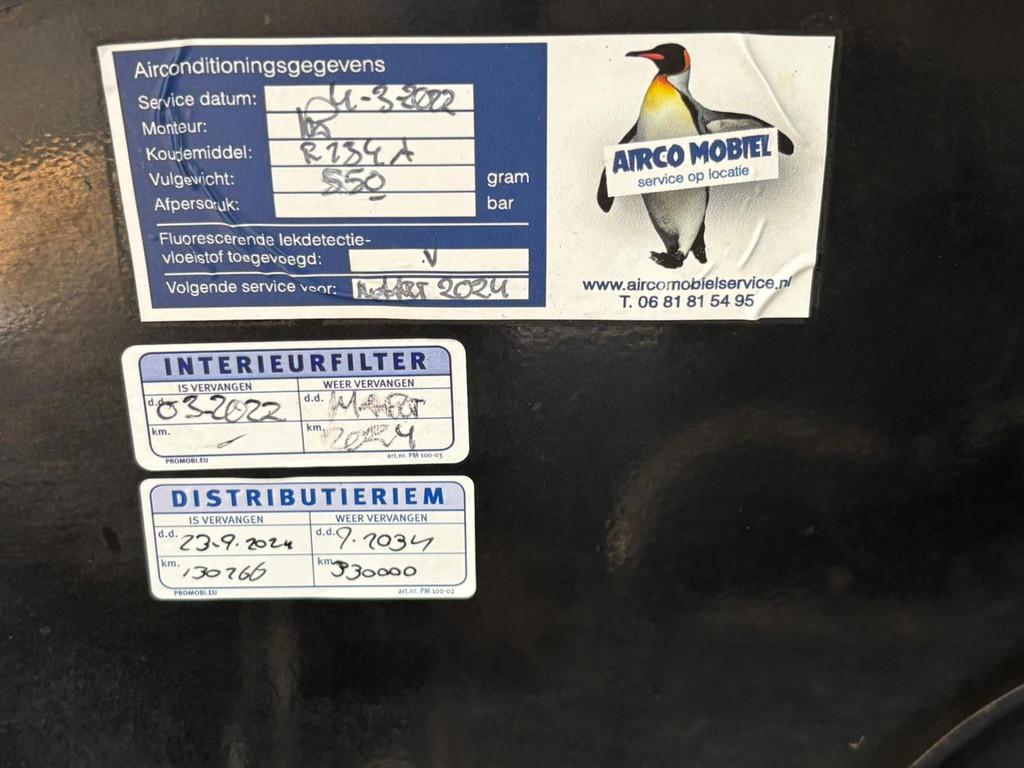 Airconditioningsgegevens
Service datum: 11-3-2022
Monteur:
Koudemiddel: R134A
Vulgewicht: 550 gram
Afpersdruk: bar
Fluorescerende lekdetectie-
vloeistof toegevoegd: V
Volgende service voor: MAART 2024
AIRCO MOBIEL
service op locatie
www.aircomobielservice.nl
T. 06 81 81 54 95
INTERIEURFILTER
IS VERVANGEN WEER VERVANGEN
d.d. 03-2022 d.d. MAART
km. / km. 2024
PROMOBI.EU art.nr. PM 100-03
DISTRIBUTIERIEM
IS VERVANGEN WEER VERVANGEN
d.d. 23.9.2024 d.d. 9.2034
km. 130266 km. 330000
PROMOBI.EU art.nr. PM 100-02